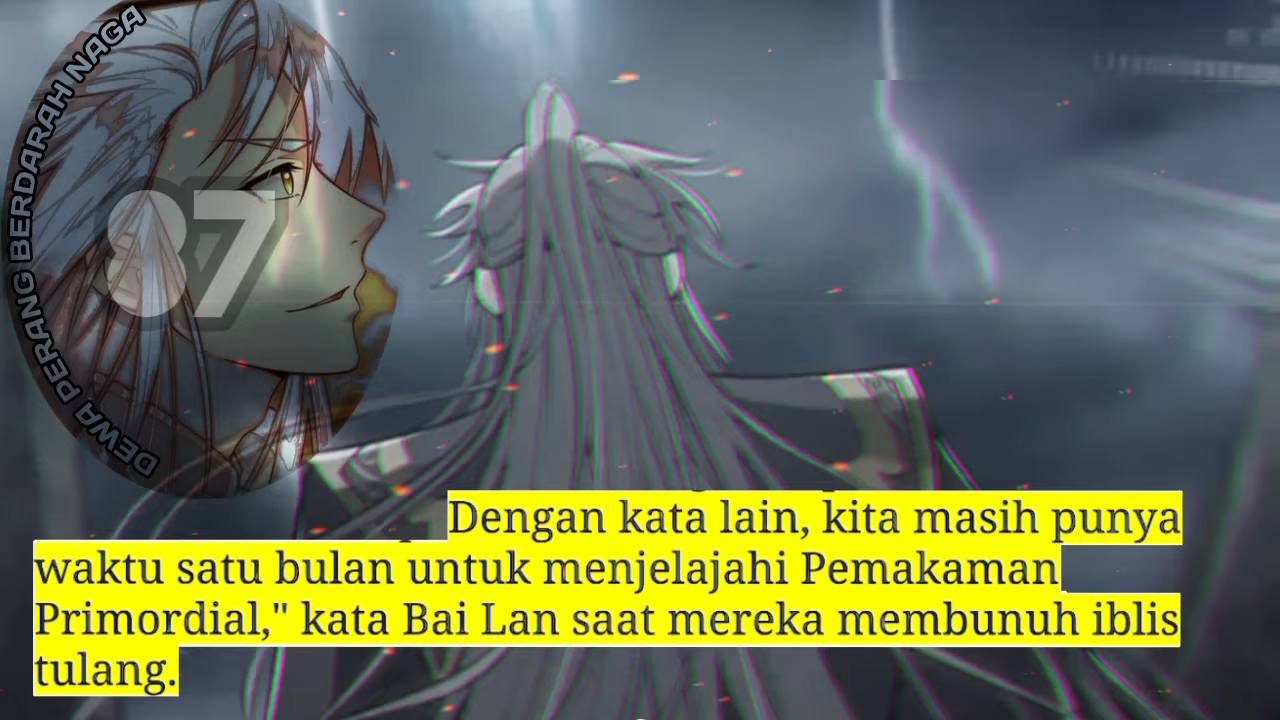 DEWA PERANG BERDARAH NAGA
87
Dengan kata lain, kita masih punya
waktu satu bulan untuk menjelajahi Pemakaman
Primordial," kata Bai Lan saat mereka membunuh iblis
tulang.